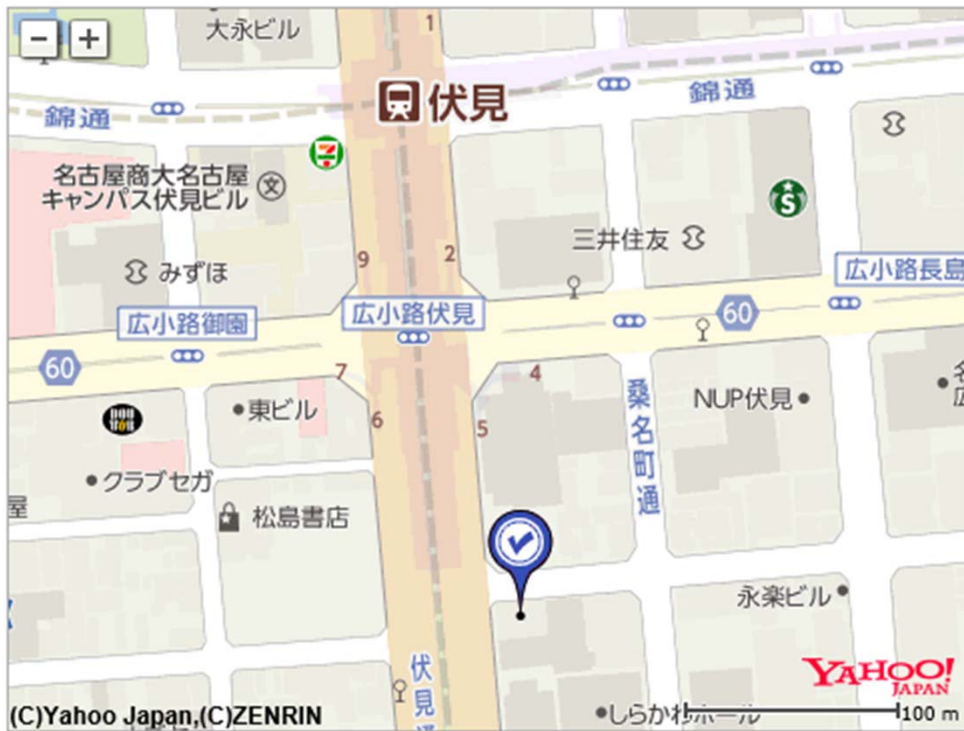 − +
大永ビル
1
伏見
錦通
錦通
名古屋商大名古屋
キャンパス伏見ビル
文
S
三井住友
みずほ
9
2
広小路長島
広小路伏見
広小路御園
60
60
7
4
桑名町通
NUP伏見
東ビル
6
5
クラブセガ
屋
松島書店
永楽ビル
伏見通
YAHOO!
JAPAN
(C)Yahoo Japan,(C)ZENRIN
しらかわホール
100 m